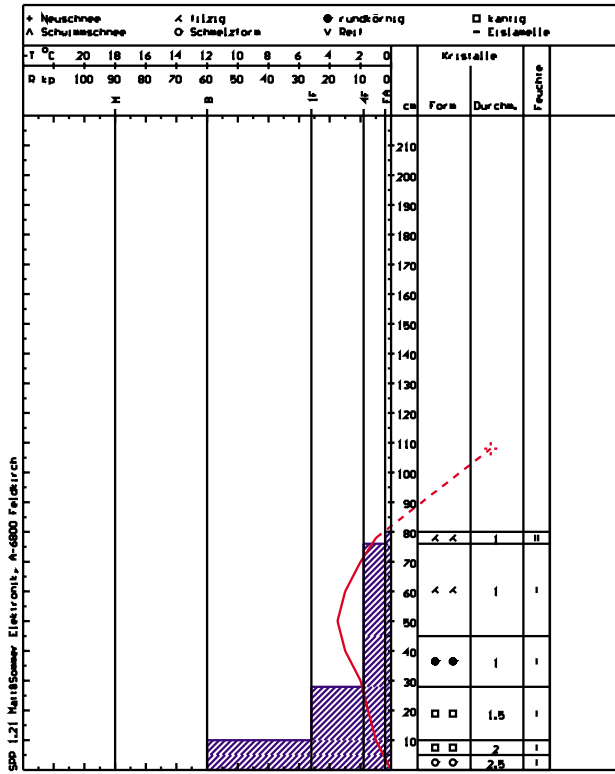 + Neuschnee ʎ filzig ● rundkörnig □ kantig
∧ Schwimmschnee O Schmelzform V Reif – Eislamelle
-T °C 20 18 16 14 12 10 8 6 4 2 0 Kristalle
R kp 100 90 80 70 60 50 40 30 20 10 0
M B 1F 4F FA cm Form Durchm. Feuchte
210
200
190
180
170
160
150
140
130
120
110
100
90
80 1 II
70
60 1 I
50
40 1 I
30
20 1.5 I
10 2 I
2.5 I
SPP 1.21 Mair&Sommer Elektronik, A-6800 Feldkirch